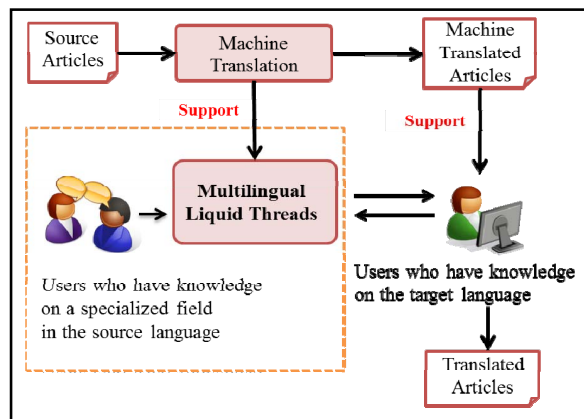 Source
Articles
Machine
Translation
Machine
Translated
Articles
Support
Support
Multilingual
Liquid Threads
Users who have knowledge
on a specialized field
in the source language
Users who have knowledge
on the target language
Translated
Articles